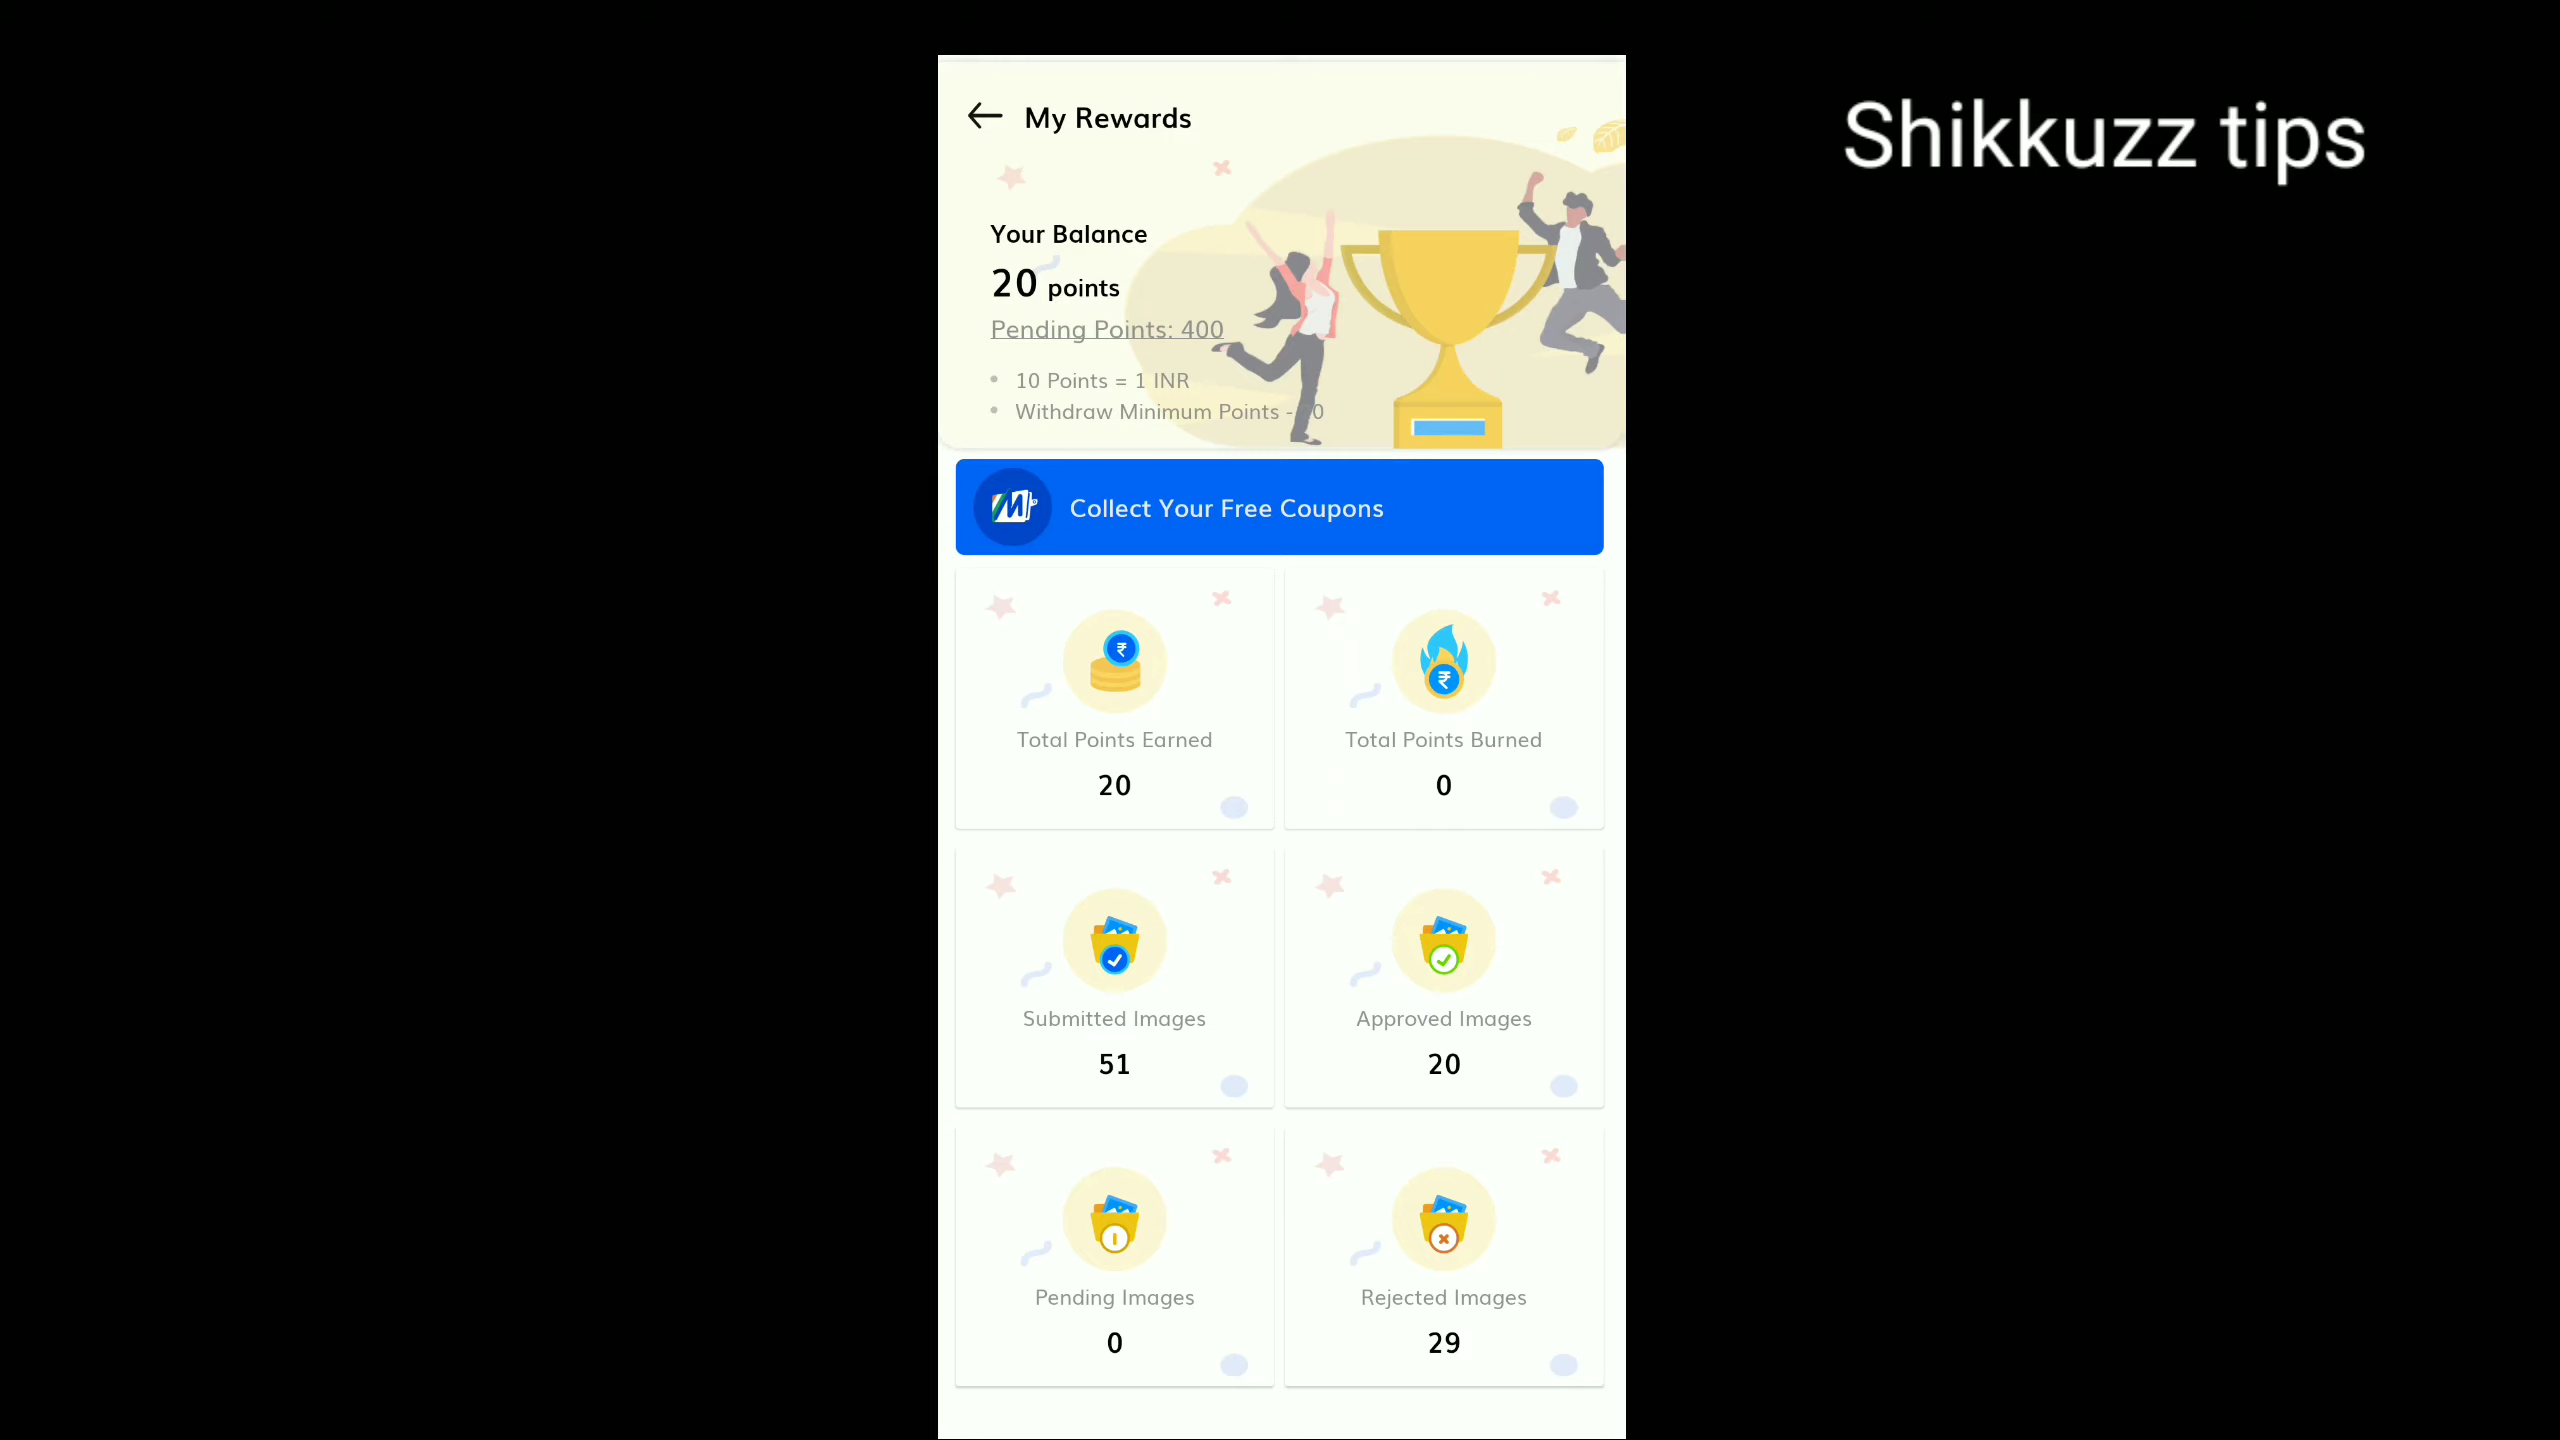 Shikkuzz tips
My Rewards
Your Balance
20 points
Pending Points: 400
10 Points = 1 INR
Withdraw Minimum Points -
Collect Your Free Coupons
Total Points Earned
20
Total Points Burned
0
Submitted Images
51
Approved Images
20
Pending Images
0
Rejected Images
29